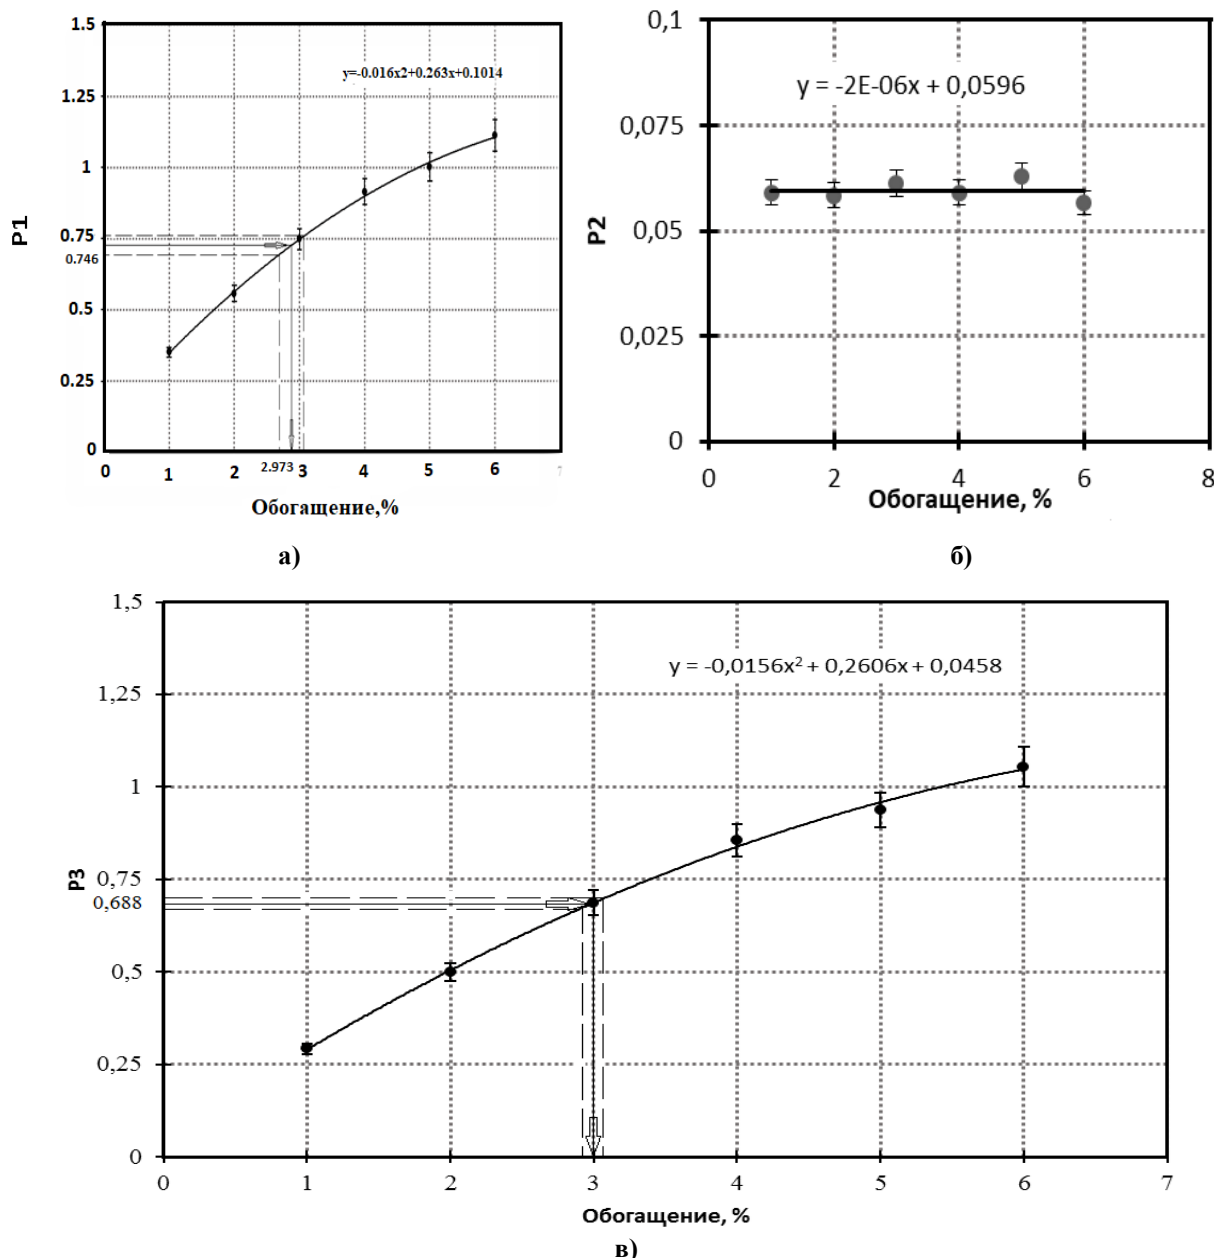 1.5
y=-0.016x2+0.263x+0.1014
1.25
1
P1
0.75
0.746
0.5
0.25
0
0 1 2 2.973 3 4 5 6 7
Обогащение,%
а)
0,1
y = -2E-06x + 0,0596
0,075
P2
0,05
0,025
0
0 2 4 6 8
Обогащение, %
б)
1,5
y = -0,0156x² + 0,2606x + 0,0458
1,25
1
P3
0,75
0,688
0,5
0,25
0
0 1 2 3 4 5 6 7
Обогащение, %
в)